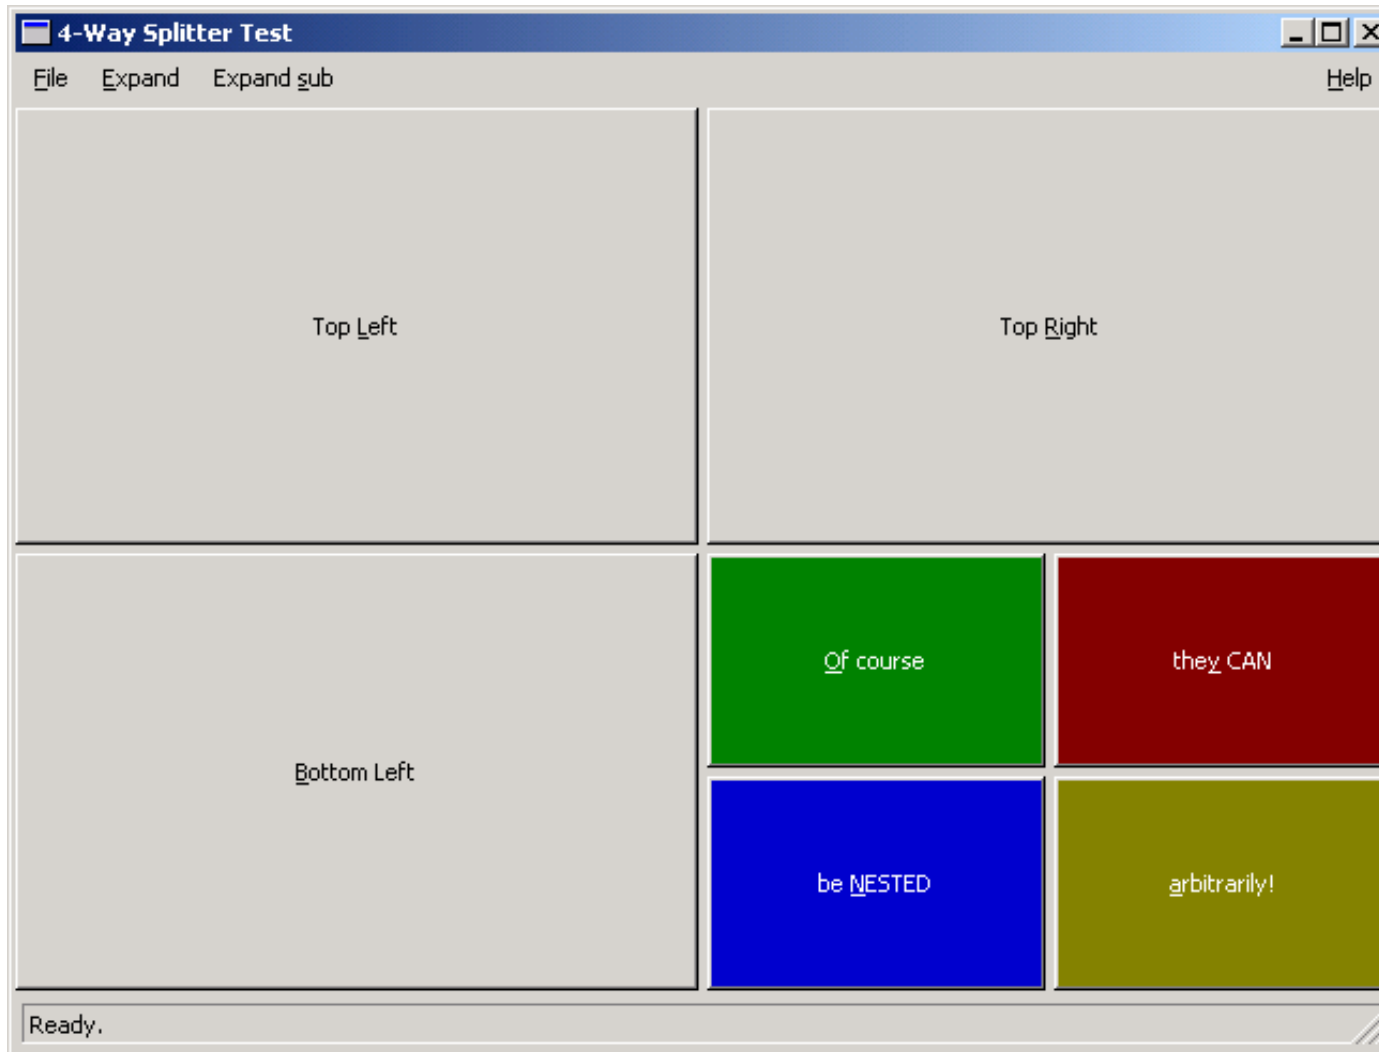 4-Way Splitter Test
File Expand Expand sub Help
Top Left
Top Right
Bottom Left
Of course
they CAN
be NESTED
arbitrarily!
Ready.